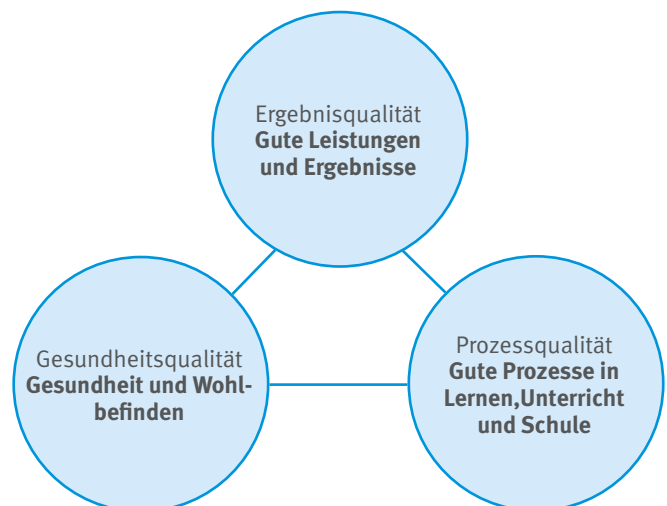 Ergebnisqualität
Gute Leistungen
und Ergebnisse
Gesundheitsqualität
Gesundheit und Wohl-
befinden
Prozessqualität
Gute Prozesse in
Lernen,Unterricht
und Schule